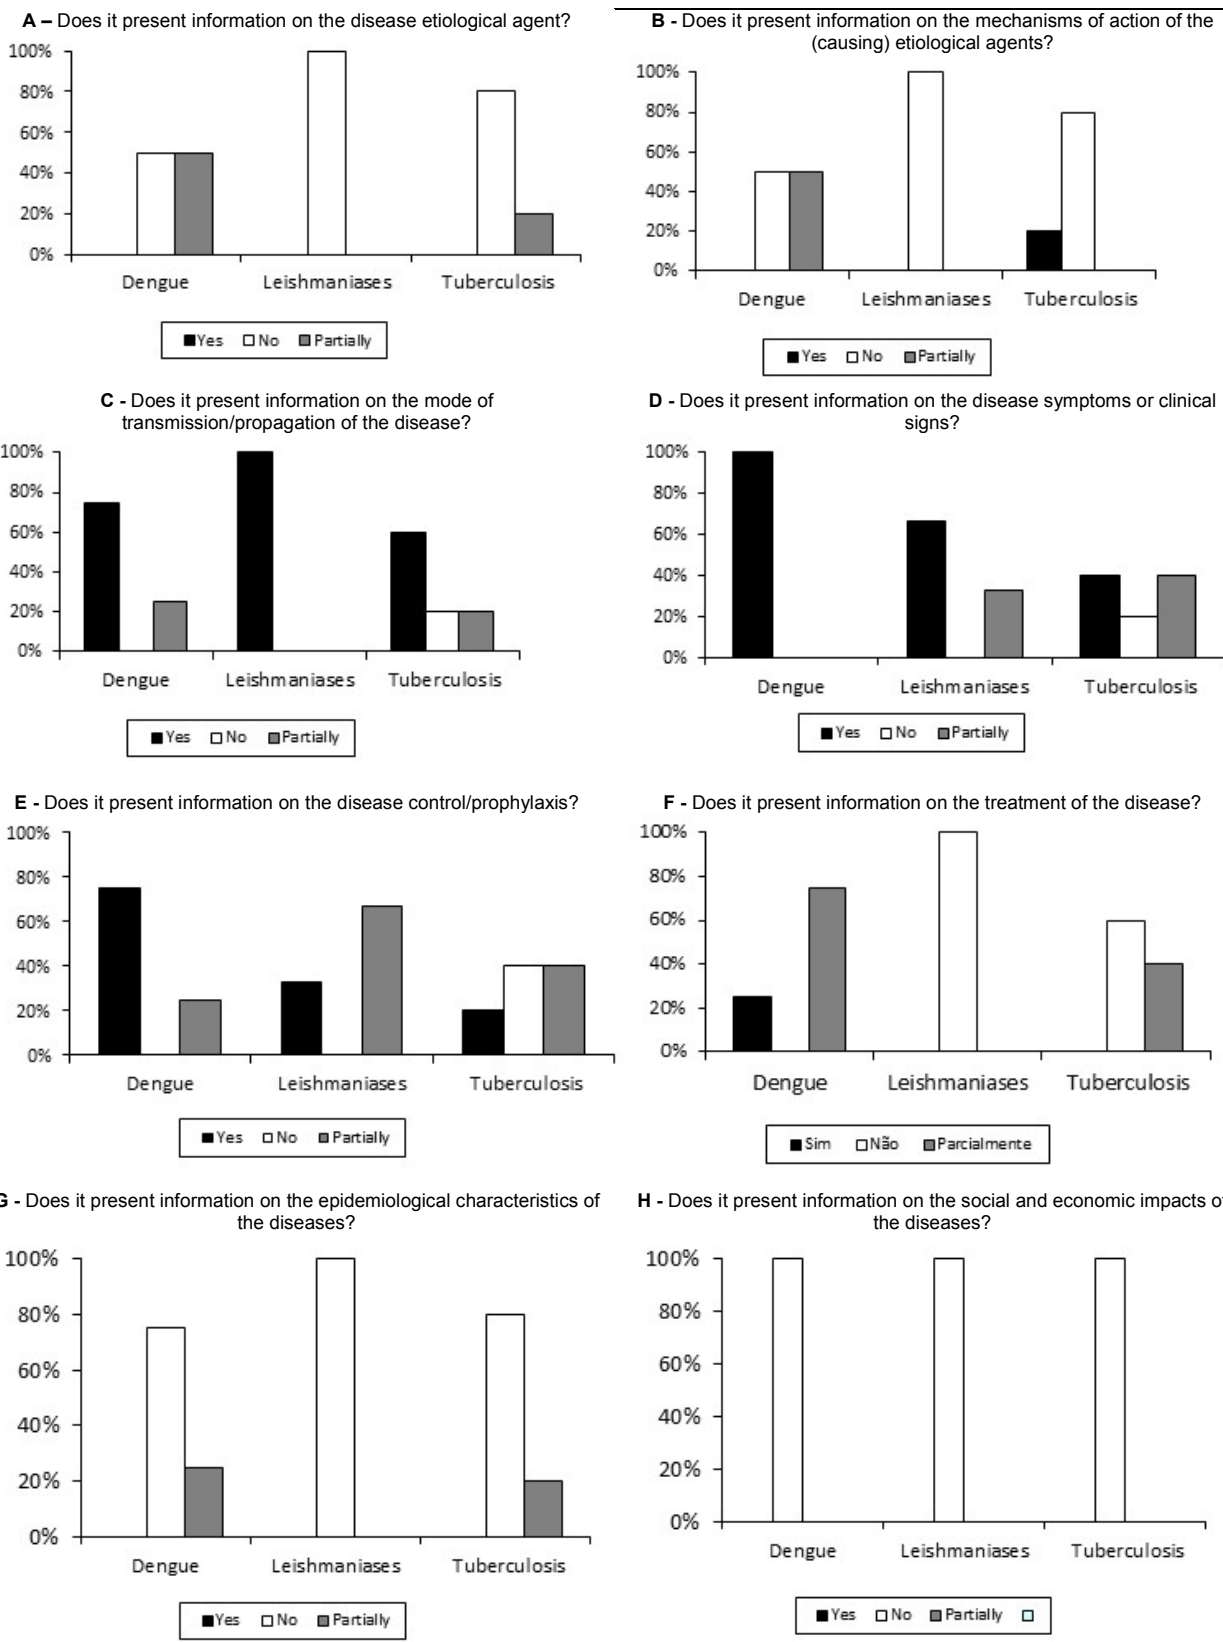 A – Does it present information on the disease etiological agent?
100%
80%
60%
40%
20%
0%
Dengue
Leishmaniases
Tuberculosis
Yes No Partially
B - Does it present information on the mechanisms of action of the
(causing) etiological agents?
100%
80%
60%
40%
20%
0%
Dengue
Leishmaniases
Tuberculosis
Yes No Partially
C - Does it present information on the mode of
transmission/propagation of the disease?
100%
80%
60%
40%
20%
0%
Dengue
Leishmaniases
Tuberculosis
Yes No Partially
D - Does it present information on the disease symptoms or clinical
signs?
100%
80%
60%
40%
20%
0%
Dengue
Leishmaniases
Tuberculosis
Yes No Partially
E - Does it present information on the disease control/prophylaxis?
100%
80%
60%
40%
20%
0%
Dengue
Leishmaniases
Tuberculosis
Yes No Partially
F - Does it present information on the treatment of the disease?
100%
80%
60%
40%
20%
0%
Dengue
Leishmaniases
Tuberculosis
Sim Não Parcialmente
G - Does it present information on the epidemiological characteristics of
the diseases?
100%
80%
60%
40%
20%
0%
Dengue
Leishmaniases
Tuberculosis
Yes No Partially
H - Does it present information on the social and economic impacts of
the diseases?
100%
80%
60%
40%
20%
0%
Dengue
Leishmaniases
Tuberculosis
Yes No Partially